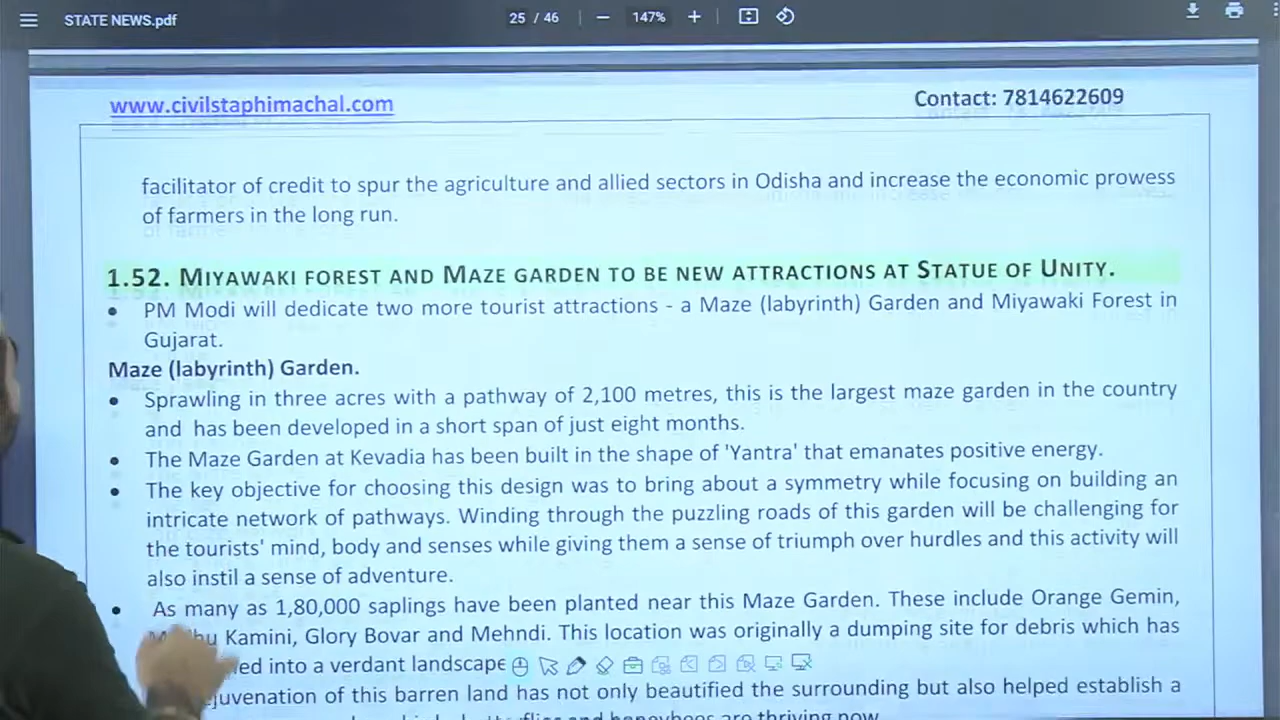 STATE NEWS.pdf 25 / 46 147%
www.civilstaphimachal.com Contact: 7814622609
facilitator of credit to spur the agriculture and allied sectors in Odisha and increase the economic prowess
of farmers in the long run.
1.52. MIYAWAKI FOREST AND MAZE GARDEN TO BE NEW ATTRACTIONS AT STATUE OF UNITY.
• PM Modi will dedicate two more tourist attractions - a Maze (labyrinth) Garden and Miyawaki Forest in
Gujarat.
Maze (labyrinth) Garden.
• Sprawling in three acres with a pathway of 2,100 metres, this is the largest maze garden in the country
and has been developed in a short span of just eight months.
• The Maze Garden at Kevadia has been built in the shape of 'Yantra' that emanates positive energy.
• The key objective for choosing this design was to bring about a symmetry while focusing on building an
intricate network of pathways. Winding through the puzzling roads of this garden will be challenging for
the tourists' mind, body and senses while giving them a sense of triumph over hurdles and this activity will
also instil a sense of adventure.
• As many as 1,80,000 saplings have been planted near this Maze Garden. These include Orange Gemin,
Kamini, Glory Bovar and Mehndi. This location was originally a dumping site for debris which has
into a verdant landscape
of this barren land has not only beautified the surrounding but also helped establish a
and honeybees are thriving now